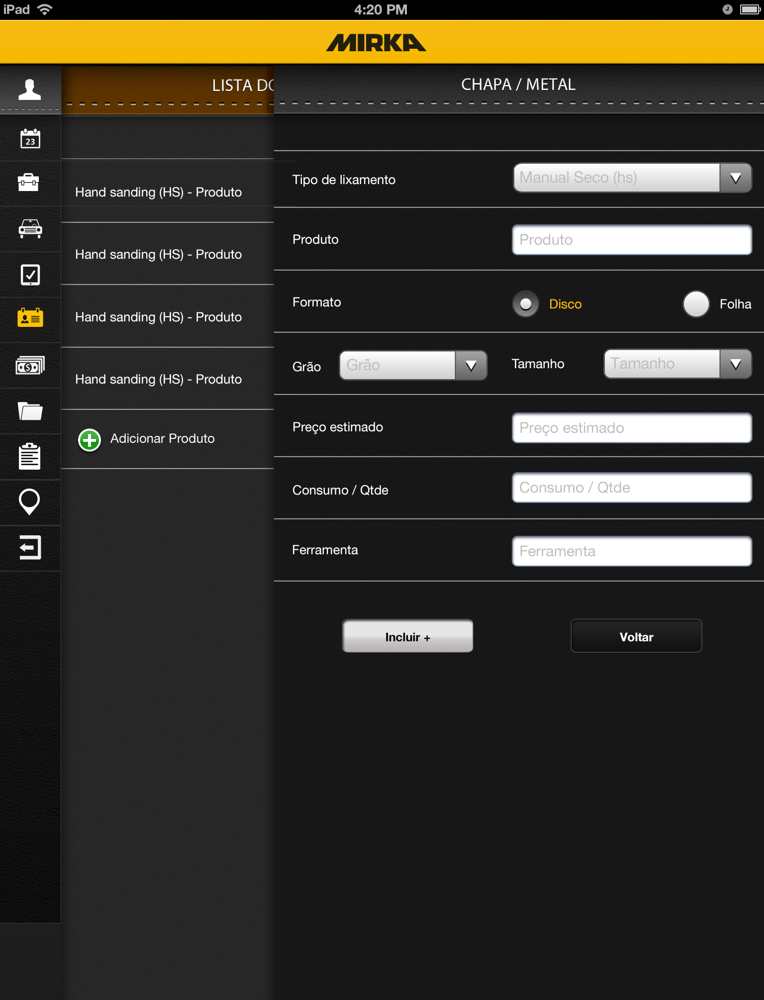 iPad
4:20 PM
MIRKA
LISTA DO
CHAPA / METAL
23
Hand sanding (HS) - Produto
Hand sanding (HS) - Produto
Hand sanding (HS) - Produto
Hand sanding (HS) - Produto
Adicionar Produto
Tipo de lixamento
Manual Seco (hs)
Produto
Produto
Formato
Disco
Folha
Grão
Grão
Tamanho
Tamanho
Preço estimado
Preço estimado
Consumo / Qtde
Consumo / Qtde
Ferramenta
Ferramenta
Incluir +
Voltar